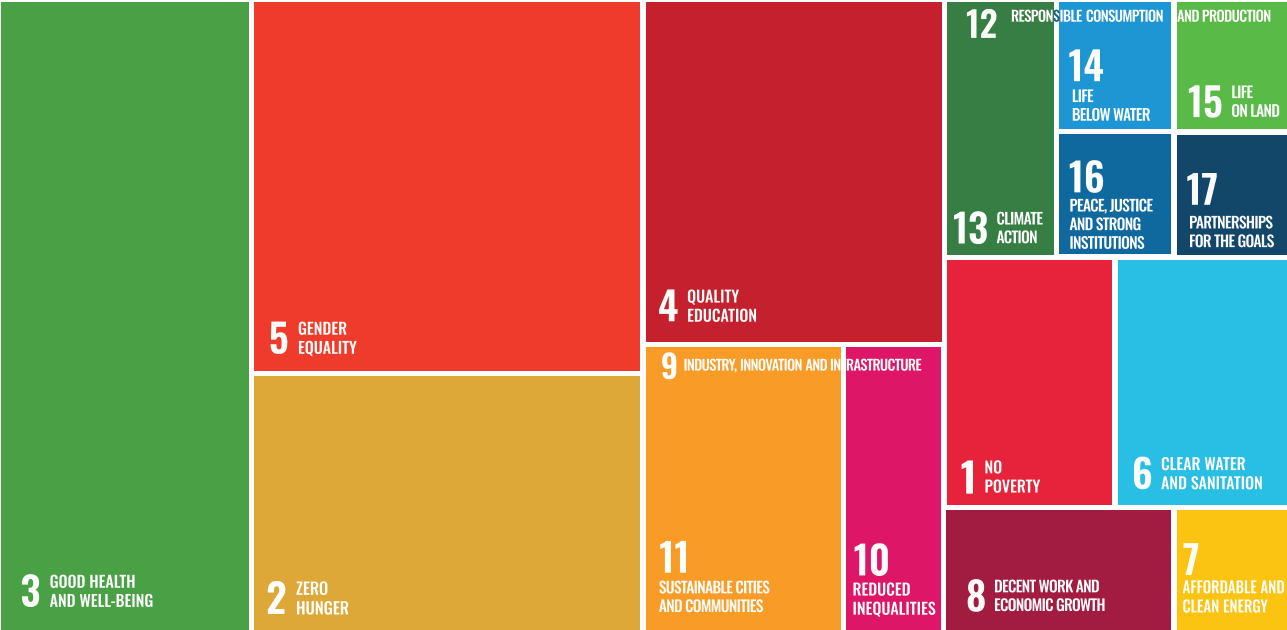 3 GOOD HEALTH
AND WELL-BEING
5 GENDER
EQUALITY
2 ZERO
HUNGER
4 QUALITY
EDUCATION
9 INDUSTRY, INNOVATION AND IN RASTRUCTURE
11
SUSTAINABLE CITIES
AND COMMUNITIES
10
REDUCED
INEQUALITIES
12 RESPONSIBLE CONSUMPTION AND PRODUCTION
13 CLIMATE
ACTION
14
LIFE
BELOW WATER
15 LIFE
ON LAND
16
PEACE, JUSTICE
AND STRONG
INSTITUTIONS
17
PARTNERSHIPS
FOR THE GOALS
1 NO
POVERTY
6 CLEAR WATER
AND SANITATION
8 DECENT WORK AND
ECONOMIC GROWTH
7
AFFORDABLE AND
CLEAN ENERGY